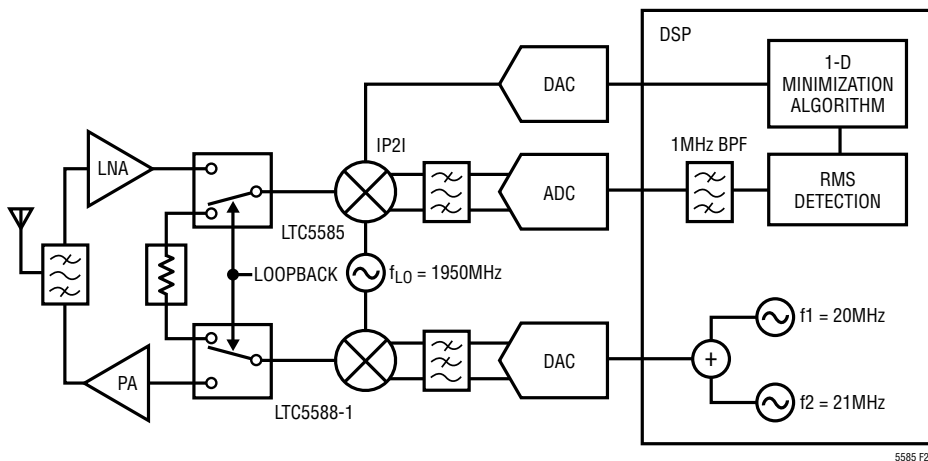 DSP
1-D
MINIMIZATION
ALGORITHM
DAC
IP2I
1MHz BPF
LNA
ADC
RMS
DETECTION
LTC5585
LOOPBACK
fLO = 1950MHz
f1 = 20MHz
PA
DAC
+
f2 = 21MHz
LTC5588-1
5585 F2